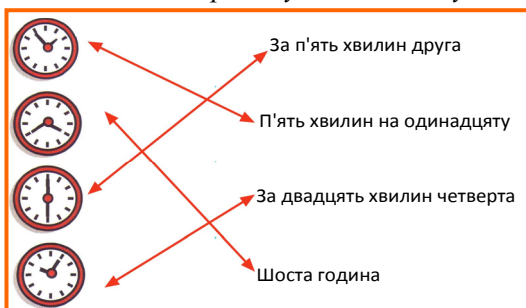 За п'ять хвилин друга
П'ять хвилин на одинадцяту
За двадцять хвилин четверта
Шоста година